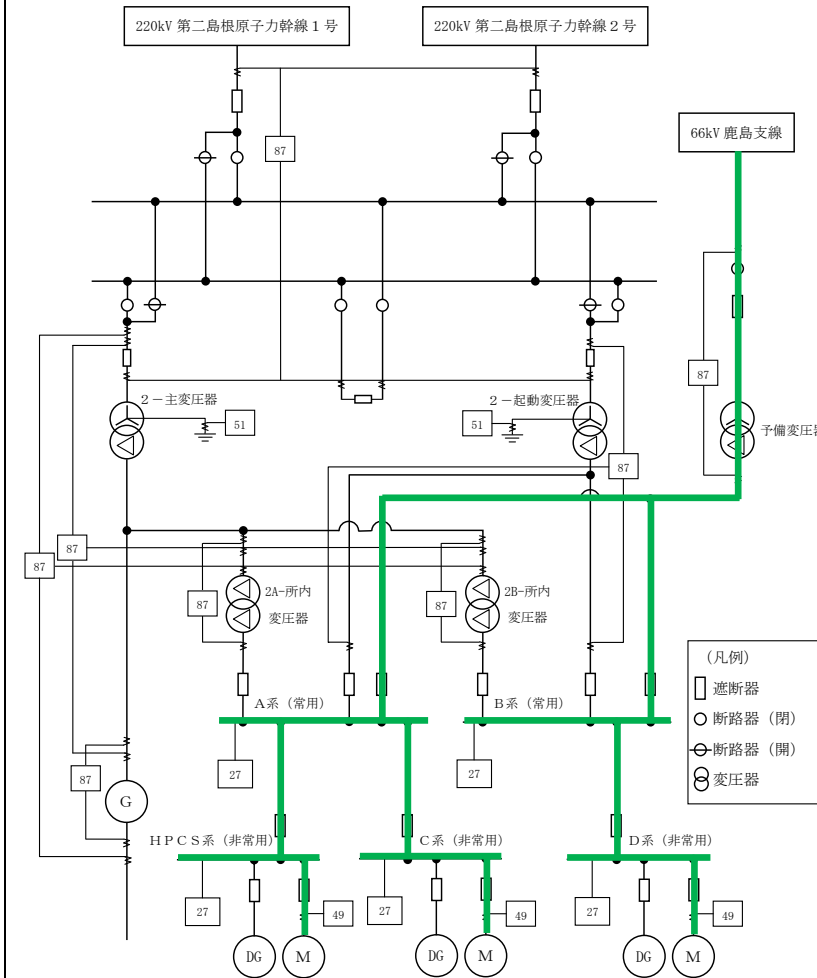 220kV 第二島根原子力幹線1号
220kV 第二島根原子力幹線2号
66kV 鹿島支線
87
87
2-主変圧器
51
2-起動変圧器
51
予備変圧器
87
87
87
87
2A-所内
変圧器
87
2B-所内
変圧器
(凡例)
遮断器
断路器(閉)
断路器(開)
変圧器
A系(常用)
B系(常用)
27
27
87
G
HPCS系(非常用)
C系(非常用)
D系(非常用)
27
49
27
49
27
49
DG
M
DG
M
DG
M